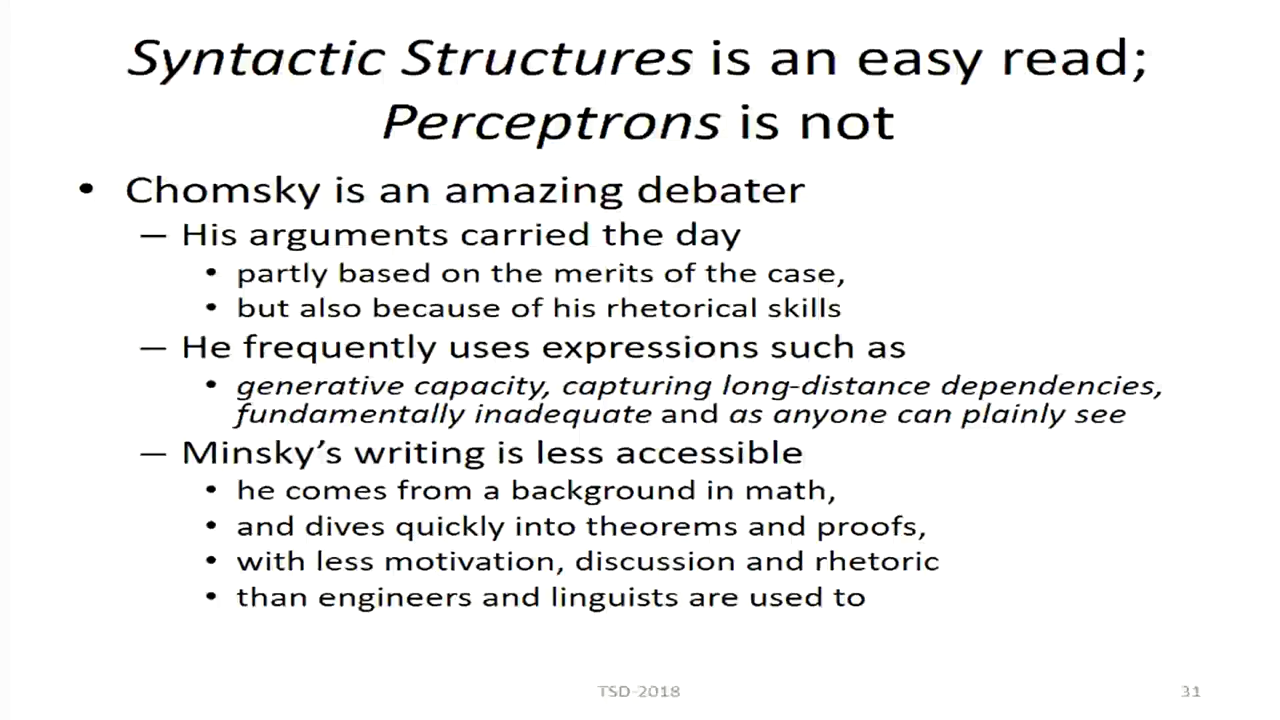 Syntactic Structures is an easy read;
Perceptrons is not
• Chomsky is an amazing debater
– His arguments carried the day
• partly based on the merits of the case,
• but also because of his rhetorical skills
– He frequently uses expressions such as
• generative capacity, capturing long-distance dependencies,
fundamentally inadequate and as anyone can plainly see
– Minsky’s writing is less accessible
• he comes from a background in math,
• and dives quickly into theorems and proofs,
• with less motivation, discussion and rhetoric
• than engineers and linguists are used to
TSD-2018
31